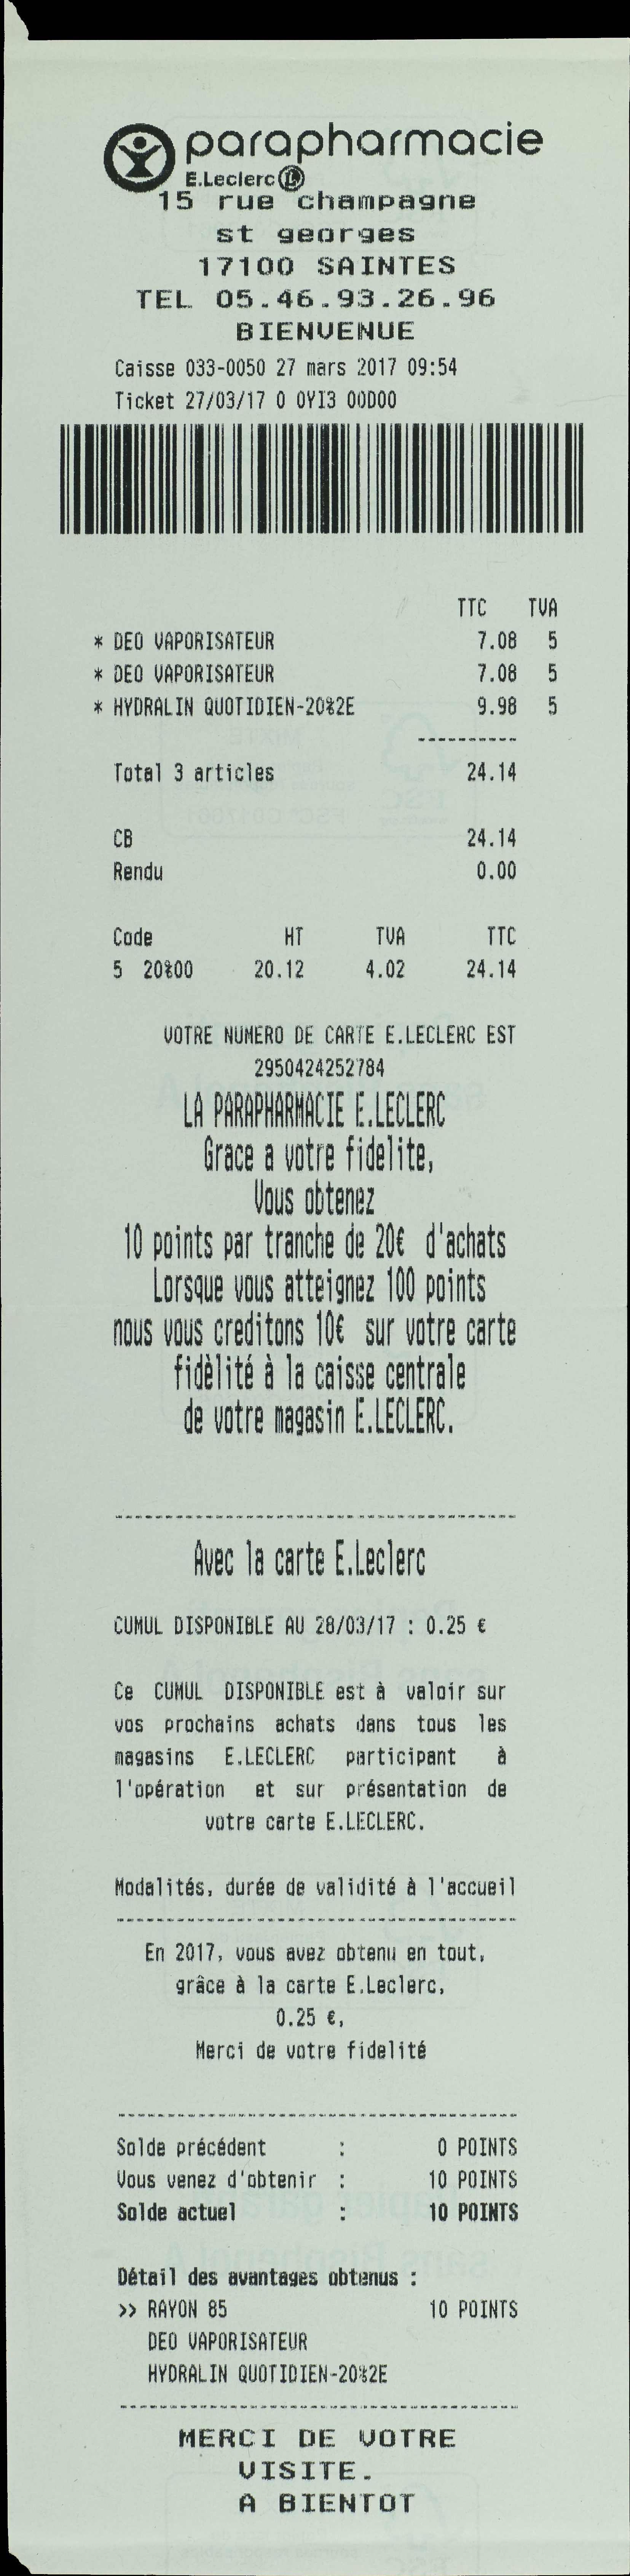 parapharmacie
E.Leclerc L
15 rue champagne
st georges
17100 SAINTES
TEL 05.46.93.26.96
BIENVENUE
Caisse 033-0050 27 mars 2017 09:54
Ticket 27/03/17 0 0YI3 00D00
TTC TVA
* DEO VAPORISATEUR 7.08 5
* DEO VAPORISATEUR 7.08 5
* HYDRALIN QUOTIDIEN-20%2E 9.98 5
----------
Total 3 articles 24.14
CB 24.14
Rendu 0.00
Code HT TVA TTC
5 20%00 20.12 4.02 24.14
VOTRE NUMERO DE CARTE E.LECLERC EST
2950424252784
LA PARAPHARMACIE E.LECLERC
Grace a votre fidelite,
Vous obtenez
10 points par tranche de 20€ d'achats
Lorsque vous atteignez 100 points
nous vous creditons 10€ sur votre carte
fidèlité à la caisse centrale
de votre magasin E.LECLERC.
----------------------------------------
Avec la carte E.Leclerc
CUMUL DISPONIBLE AU 28/03/17 : 0.25 €
Ce CUMUL DISPONIBLE est à valoir sur
vos prochains achats dans tous les
magasins E.LECLERC participant à
l'opération et sur présentation de
votre carte E.LECLERC.
Modalités, durée de validité à l'accueil
----------------------------------------
En 2017, vous avez obtenu en tout,
grâce à la carte E.Leclerc,
0.25 €,
Merci de votre fidelité
----------------------------------------
Solde précédent : 0 POINTS
Vous venez d'obtenir : 10 POINTS
Solde actuel : 10 POINTS
Détail des avantages obtenus :
>> RAYON 85 10 POINTS
DEO VAPORISATEUR
HYDRALIN QUOTIDIEN-20%2E
----------------------------------------
MERCI DE VOTRE
VISITE.
A BIENTOT